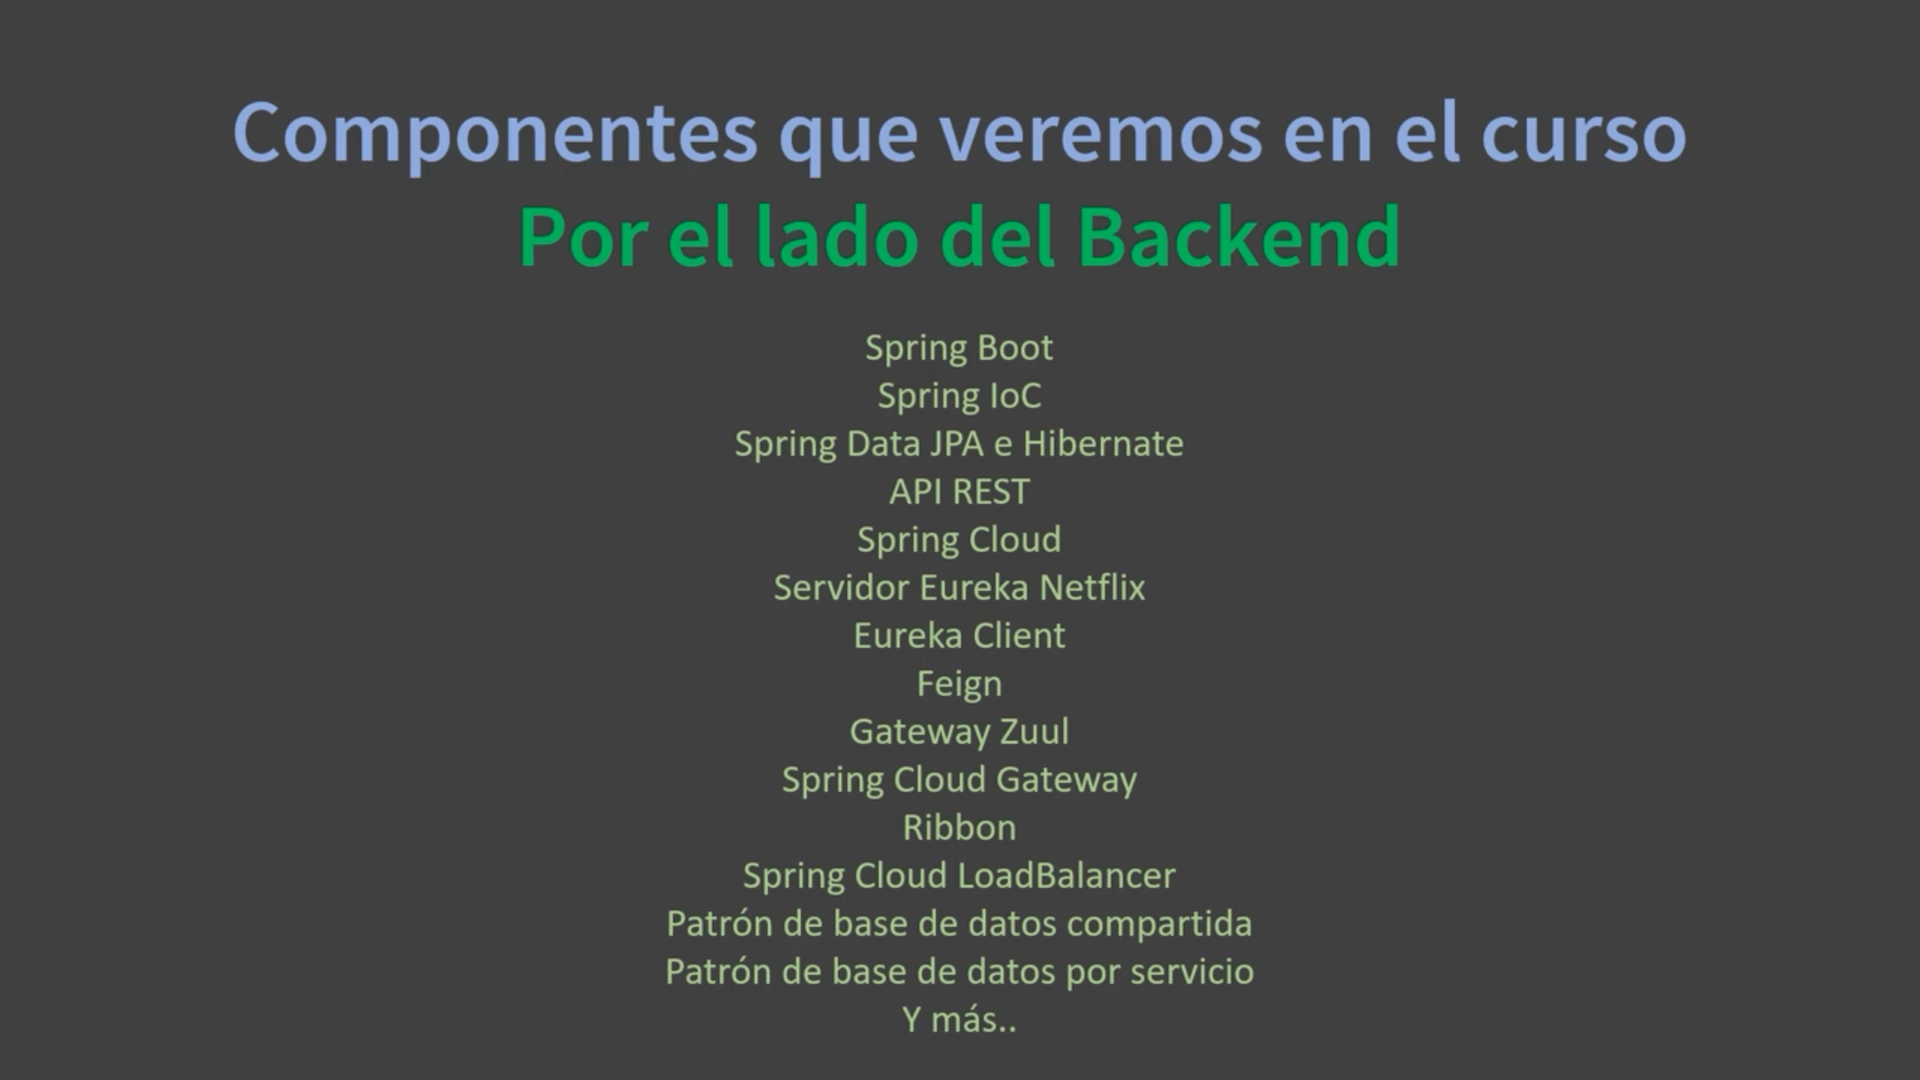 Componentes que veremos en el curso
Por el lado del Backend
Spring Boot
Spring IoC
Spring Data JPA e Hibernate
API REST
Spring Cloud
Servidor Eureka Netflix
Eureka Client
Feign
Gateway Zuul
Spring Cloud Gateway
Ribbon
Spring Cloud LoadBalancer
Patrón de base de datos compartida
Patrón de base de datos por servicio
Y más..